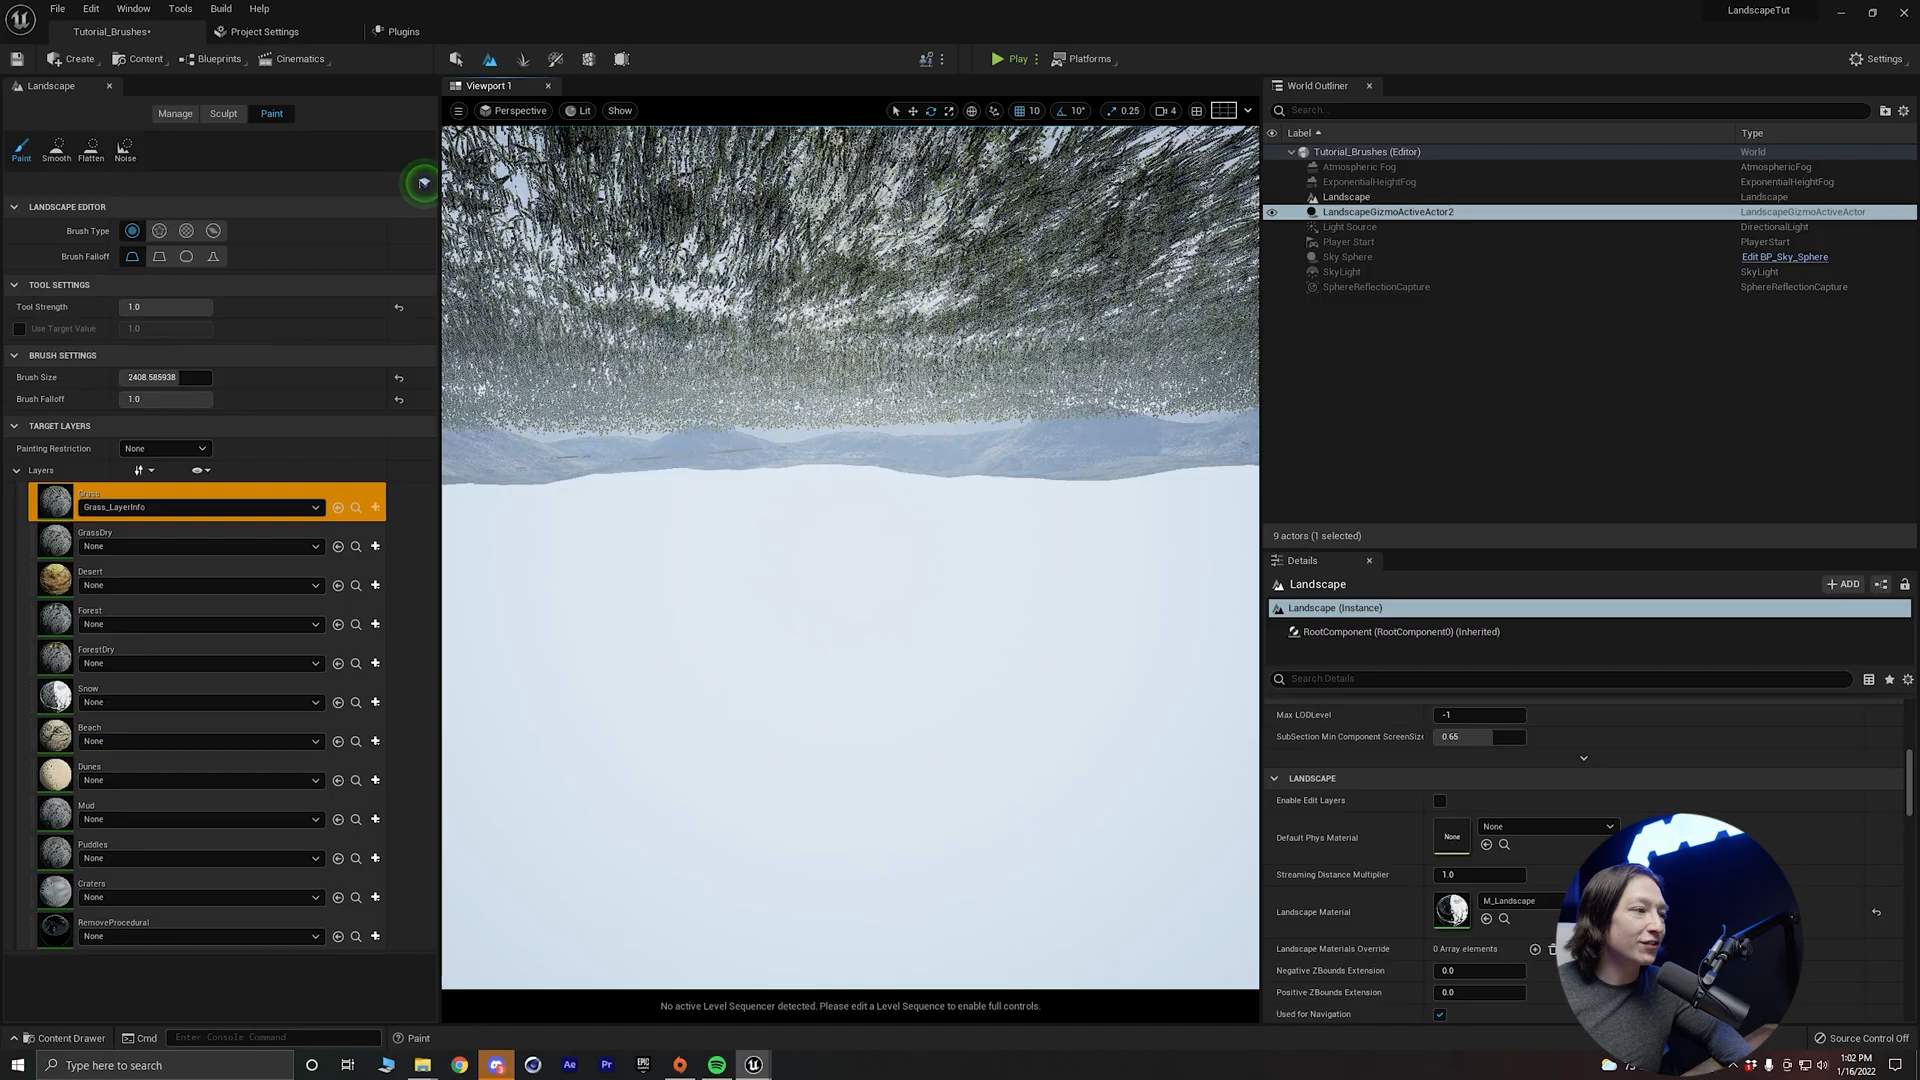 File Edit Window Tools Build Help
LandscapeTut
Tutorial_Brushes• Project Settings Plugins
Create Content Blueprints Cinematics Play Platforms Settings
Landscape
Manage Sculpt Paint
Paint Smooth Flatten Noise
LANDSCAPE EDITOR
Brush Type
Brush Falloff
TOOL SETTINGS
Tool Strength 1.0
Use Target Value 1.0
BRUSH SETTINGS
Brush Size 2408.585938
Brush Falloff 1.0
TARGET LAYERS
Painting Restriction None
Layers
Grass
Grass_LayerInfo
GrassDry
None
Desert
None
Forest
None
ForestDry
None
Snow
None
Beach
None
Dunes
None
Mud
None
Puddles
None
Craters
None
RemoveProcedural
None
Viewport 1
Perspective Lit Show 10 10° 0.25 4
No active Level Sequencer detected. Please edit a Level Sequence to enable full controls.
World Outliner
Search...
Label Type
Tutorial_Brushes (Editor) World
Atmospheric Fog AtmosphericFog
ExponentialHeightFog ExponentialHeightFog
Landscape Landscape
LandscapeGizmoActiveActor2 LandscapeGizmoActiveActor
Light Source DirectionalLight
Player Start PlayerStart
Sky Sphere Edit BP_Sky_Sphere
SkyLight SkyLight
SphereReflectionCapture SphereReflectionCapture
9 actors (1 selected)
Details
Landscape ADD
Landscape (Instance)
RootComponent (RootComponent0) (Inherited)
Search Details
Max LODLevel -1
SubSection Min Component ScreenSize 0.65
LANDSCAPE
Enable Edit Layers
Default Phys Material None None
Streaming Distance Multiplier 1.0
Landscape Material M_Landscape
Landscape Materials Override 0 Array elements
Negative ZBounds Extension 0.0
Positive ZBounds Extension 0.0
Used for Navigation
Content Drawer Cmd Enter Console Command Paint Source Control Off
Type here to search
EPIC
Ae Pr
1:02 PM
1/16/2022